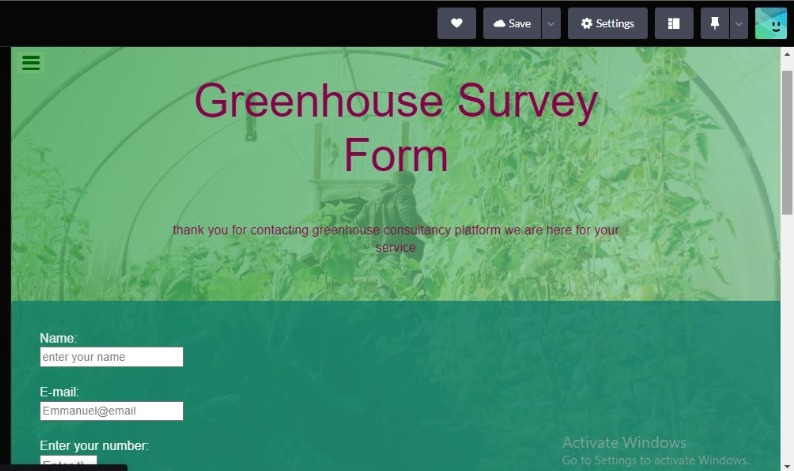 Save
Settings
Greenhouse Survey
Form
thank you for contacting greenhouse consultancy platform we are here for your
service
Name:
enter your name
E-mail:
Emmanuel@email
Enter your number:
Activate Windows
Go to Settings to activate Windows.